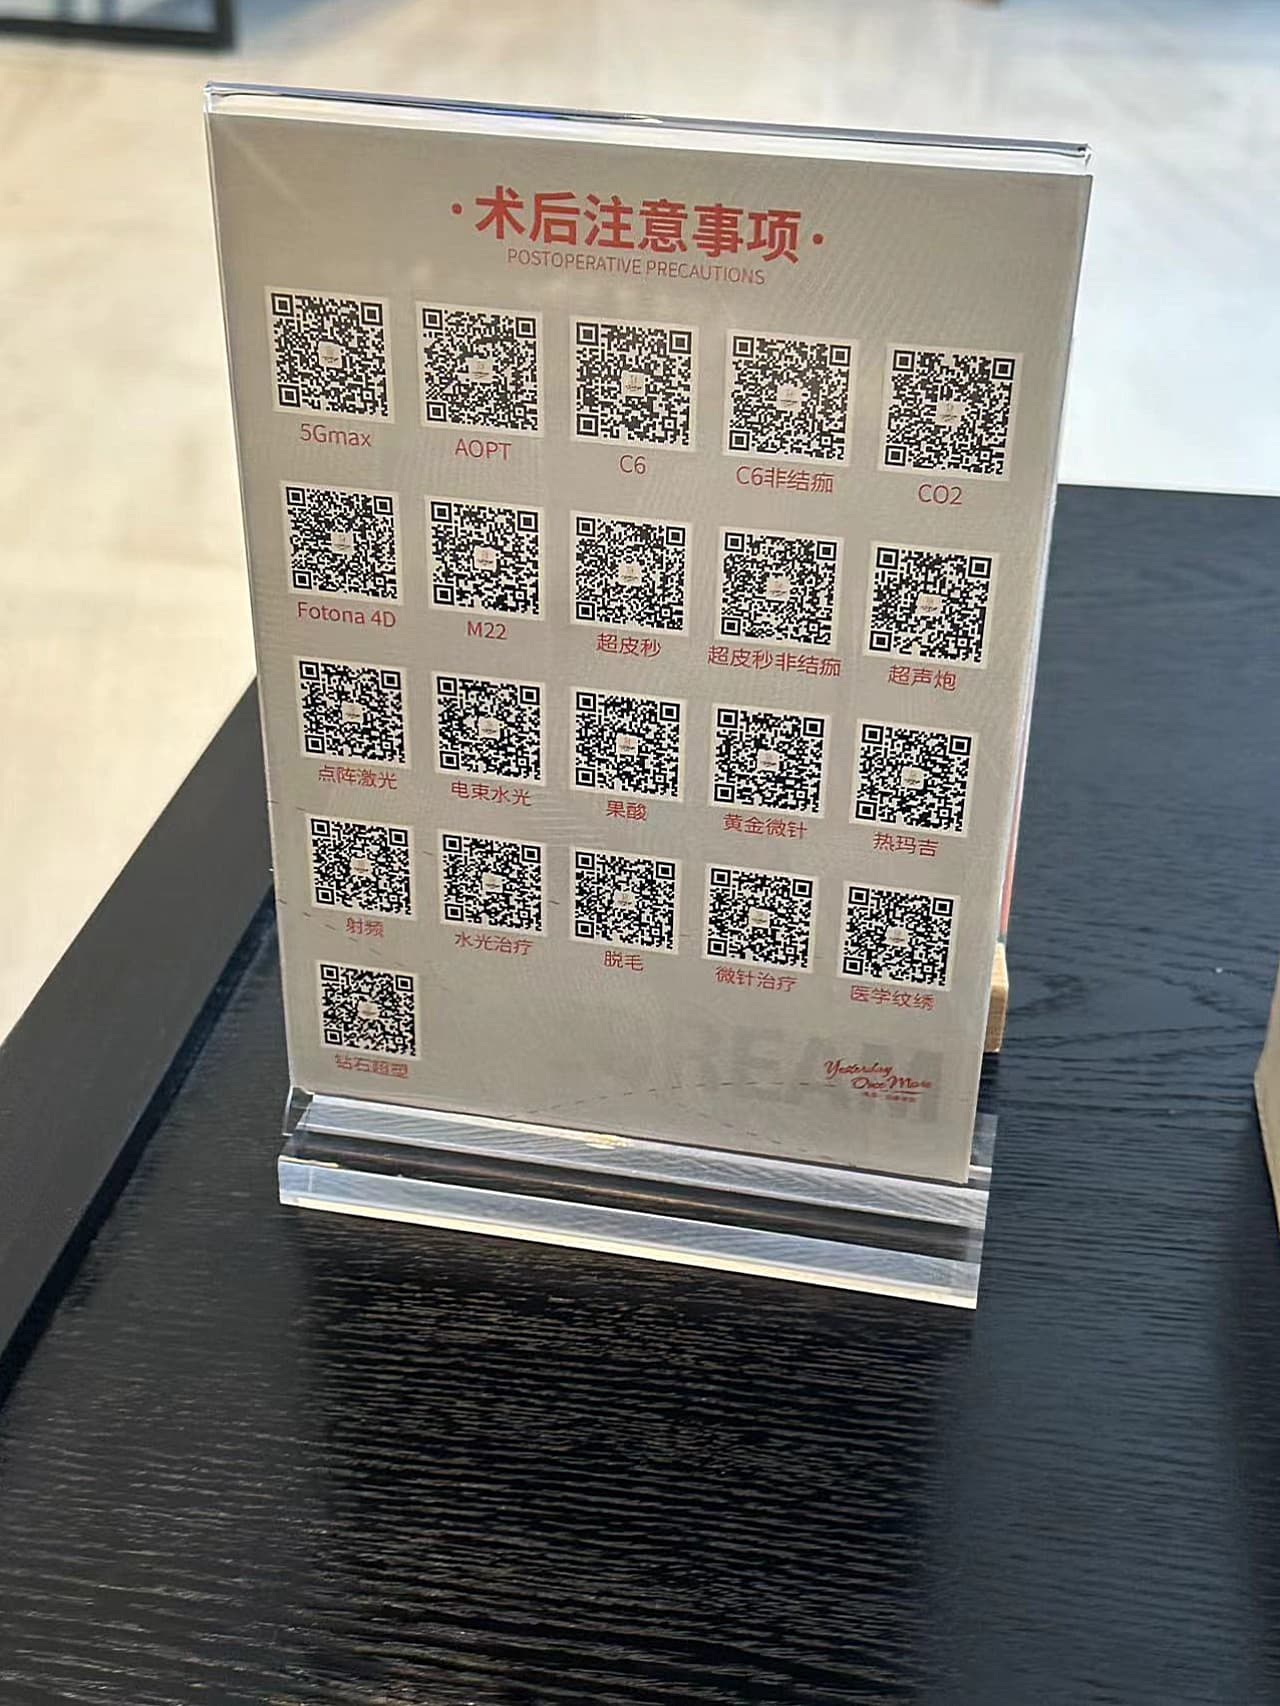 ·术后注意事项·
POSTOPERATIVE PRECAUTIONS
5Gmax AOPT C6 C6非结痂 CO2
Fotona 4D M22 超皮秒 超皮秒非结痂 超声炮
点阵激光 电束水光 果酸 黄金微针 热玛吉
射频 水光治疗 脱毛 微针治疗 医学纹绣
钻石超塑
Yesterday
Once More